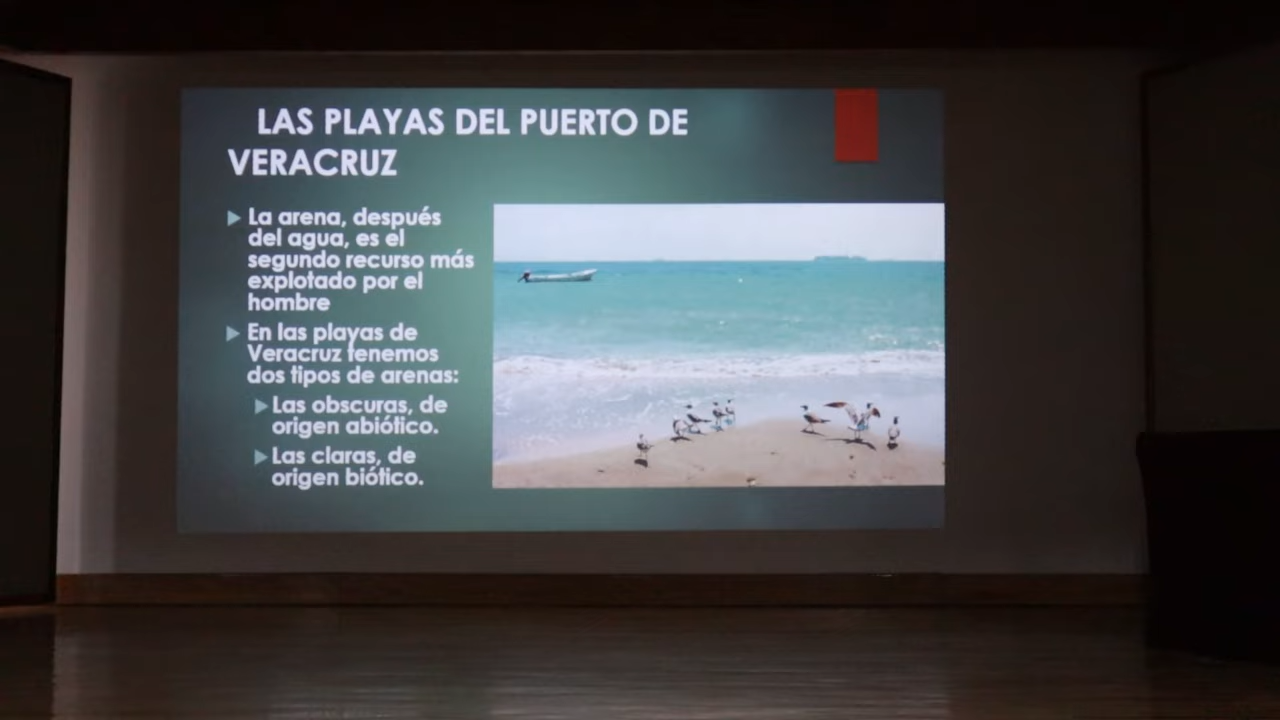 LAS PLAYAS DEL PUERTO DE
VERACRUZ
La arena, después
del agua, es el
segundo recurso más
explotado por el
hombre
En las playas de
Veracruz tenemos
dos tipos de arenas:
Las obscuras, de
origen abiótico.
Las claras, de
origen biótico.